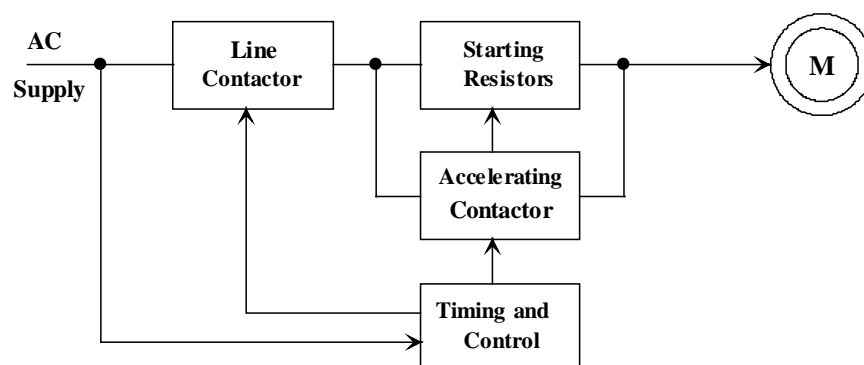 AC
Supply
Line
Contactor
Starting
Resistors
M
Accelerating
Contactor
Timing and
Control